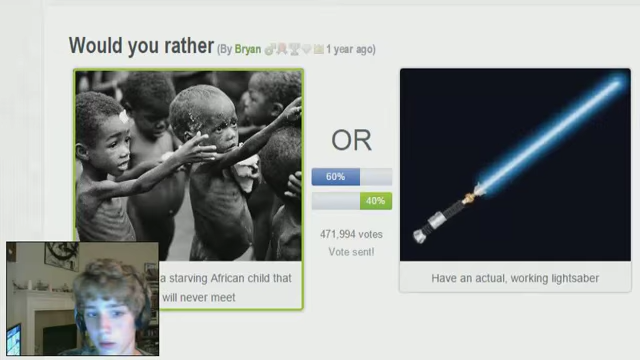 Would you rather (By Bryan 1 year ago)
OR
60%
40%
471,994 votes
Vote sent!
a starving African child that
will never meet
Have an actual, working lightsaber